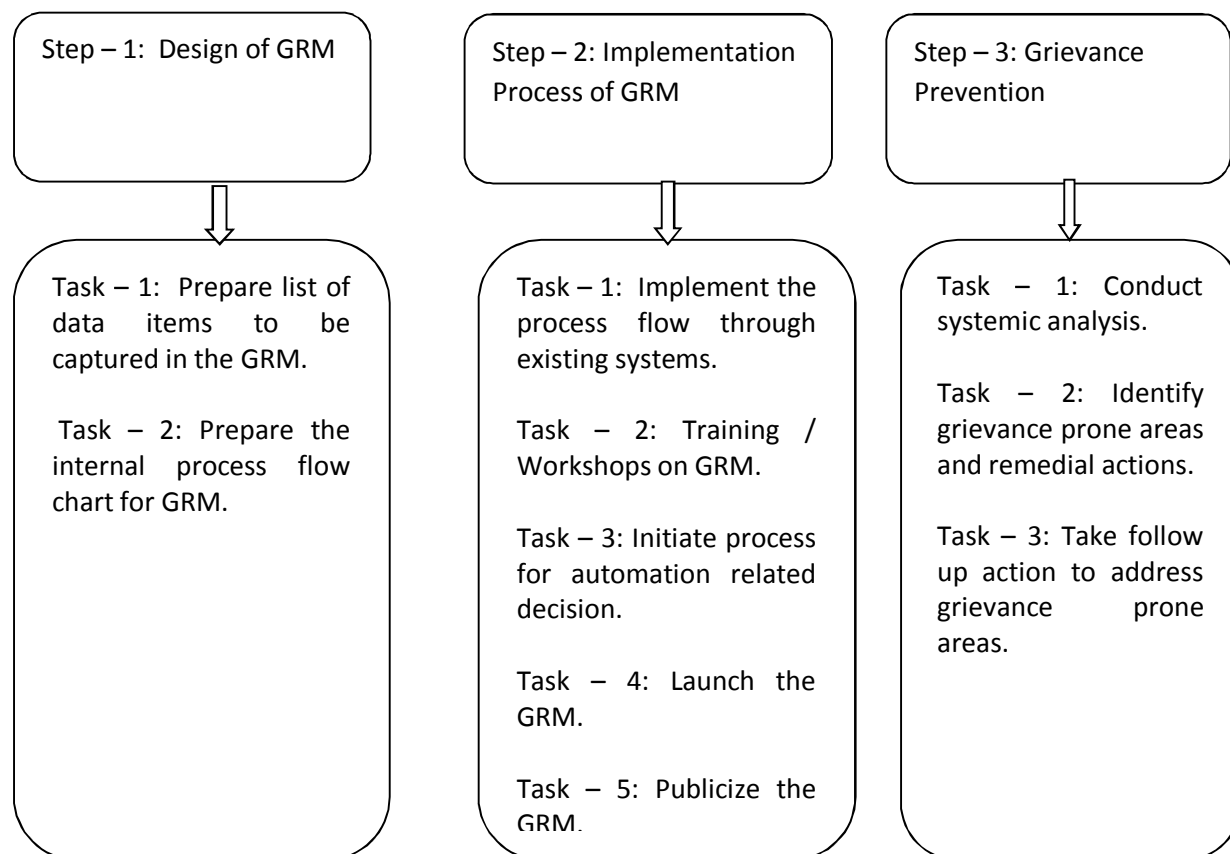 Step – 1:  Design of GRM
Task – 1:  Prepare list of
data items to be
captured in the GRM.
Task – 2: Prepare the
internal process flow
chart for GRM.
Step – 2: Implementation
Process of GRM
Task – 1:  Implement the
process flow through
existing systems.
Task – 2: Training /
Workshops on GRM.
Task – 3: Initiate process
for automation related
decision.
Task – 4: Launch the
GRM.
Task – 5: Publicize the
GRM.
Step – 3: Grievance
Prevention
Task – 1: Conduct
systemic analysis.
Task – 2: Identify
grievance prone areas
and remedial actions.
Task – 3: Take follow
up action to address
grievance prone
areas.